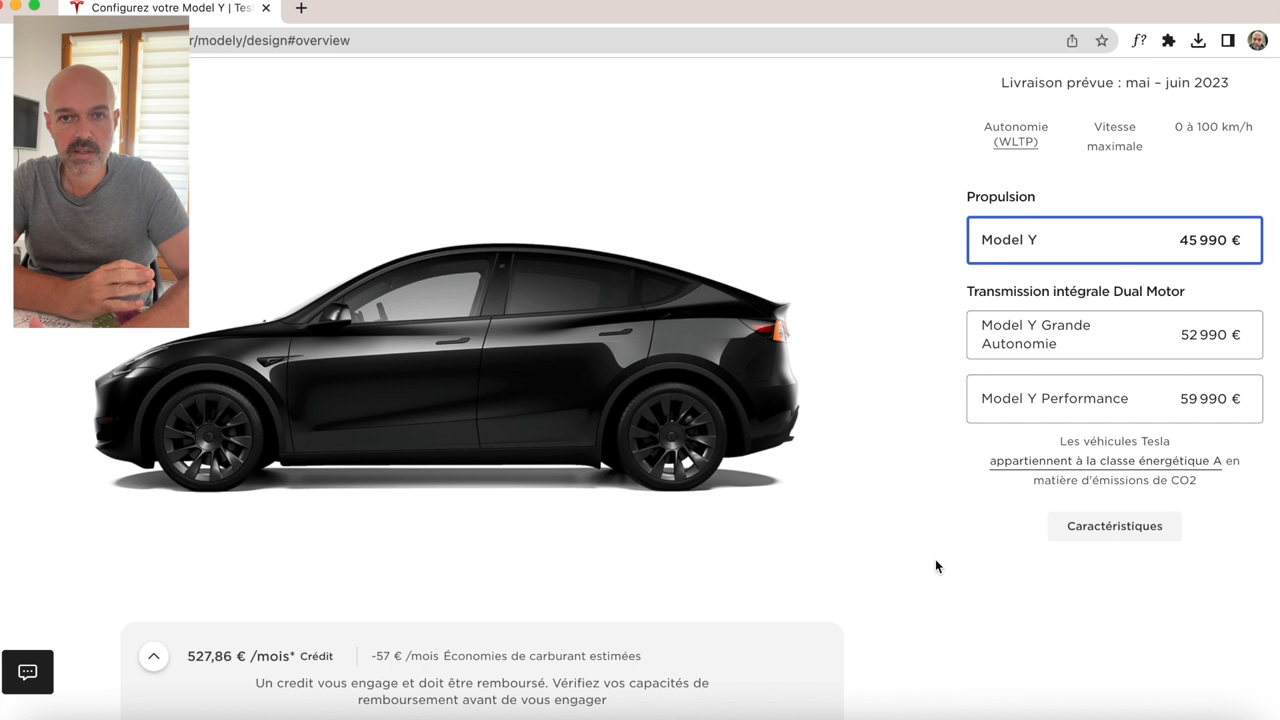 Configurez votre Model Y | Tes
r/modely/design#overview
f?
Livraison prévue : mai – juin 2023
Autonomie
(WLTP)
Vitesse
maximale
0 à 100 km/h
Propulsion
Model Y
45 990 €
Transmission intégrale Dual Motor
Model Y Grande
Autonomie
52 990 €
Model Y Performance
59 990 €
Les véhicules Tesla
appartiennent à la classe énergétique A en
matière d'émissions de CO2
Caractéristiques
527,86 € /mois* Crédit
-57 € /mois Économies de carburant estimées
Un credit vous engage et doit être remboursé. Vérifiez vos capacités de
remboursement avant de vous engager